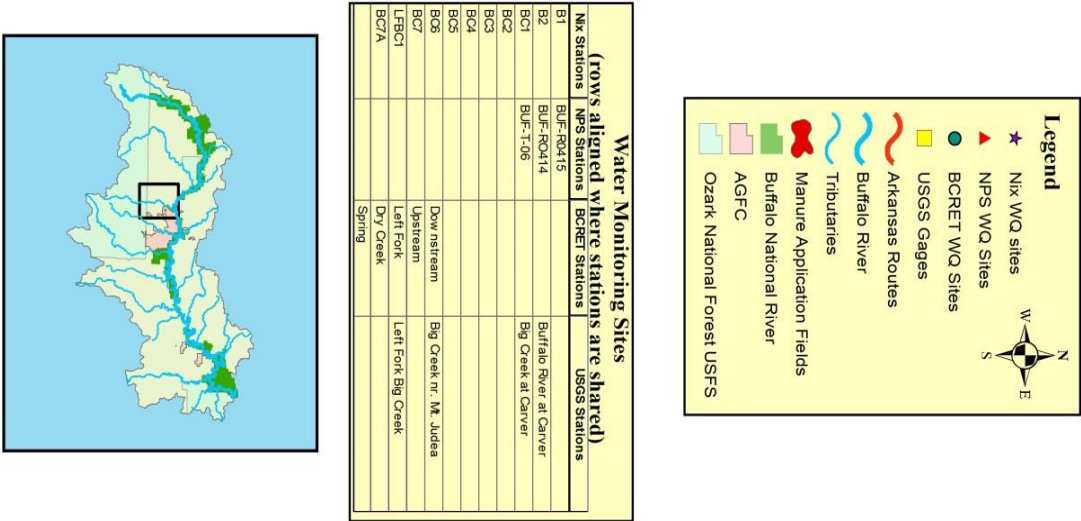 Legend
Nix WQ sites
NPS WQ Sites
BCRET WQ Sites
USGS Gages
Arkansas Routes
Buffalo River
Tributaries
Manure Application Fields
Buffalo National River
AGFC
Ozark National Forest USFS
N
W
E
S
Water Monitoring Sites
(rows aligned where stations are shared)
Nix Stations NPS Stations BCRET Stations USGS Stations
B1 BUF-R0415
B2 BUF-R0414 Buffalo River at Carver
BC1 BUF-T-06 Big Creek at Carver
BC2
BC3
BC4
BC5
BC6 Downstream Big Creek nr. Mt. Judea
BC7 Upstream
LFBC1 Left Fork Left Fork Big Creek
BC7A Dry Creek
Spring